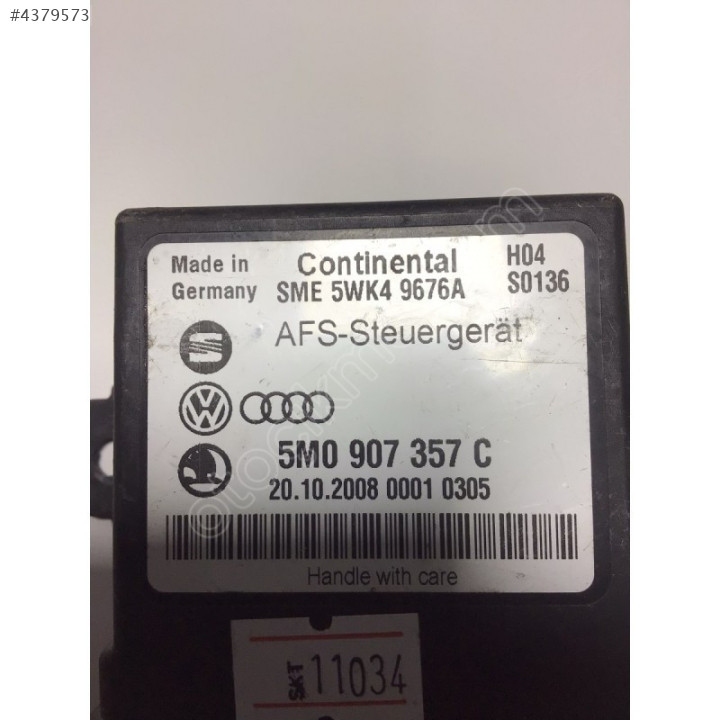 #4379573
Made in Germany
Continental
SME 5WK4 9676A
H04
S0136
AFS-Steuergerät
5M0 907 357 C
20.10.2008 0001 0305
Handle with care
SKT 11034